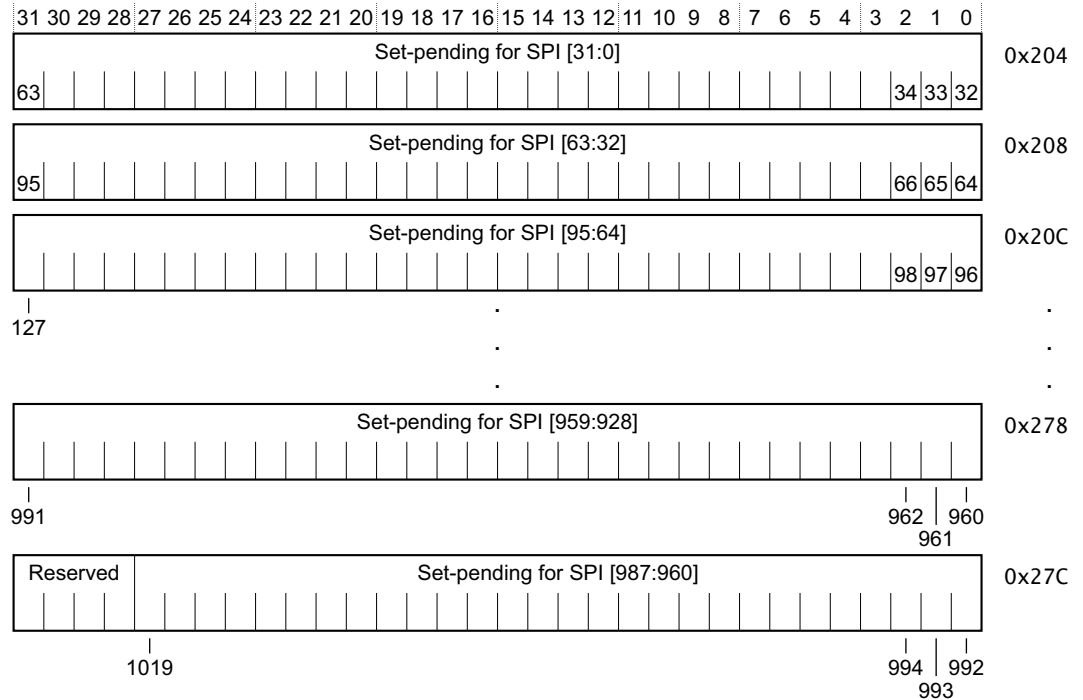 31 30 29 28 27 26 25 24 23 22 21 20 19 18 17 16 15 14 13 12 11 10 9 8 7 6 5 4 3 2 1 0
Set-pending for SPI [31:0] 0x204
63 34 33 32
Set-pending for SPI [63:32] 0x208
95 66 65 64
Set-pending for SPI [95:64] 0x20C
98 97 96
127
Set-pending for SPI [959:928] 0x278
991 962 960
961
Reserved Set-pending for SPI [987:960] 0x27C
1019 994 992
993